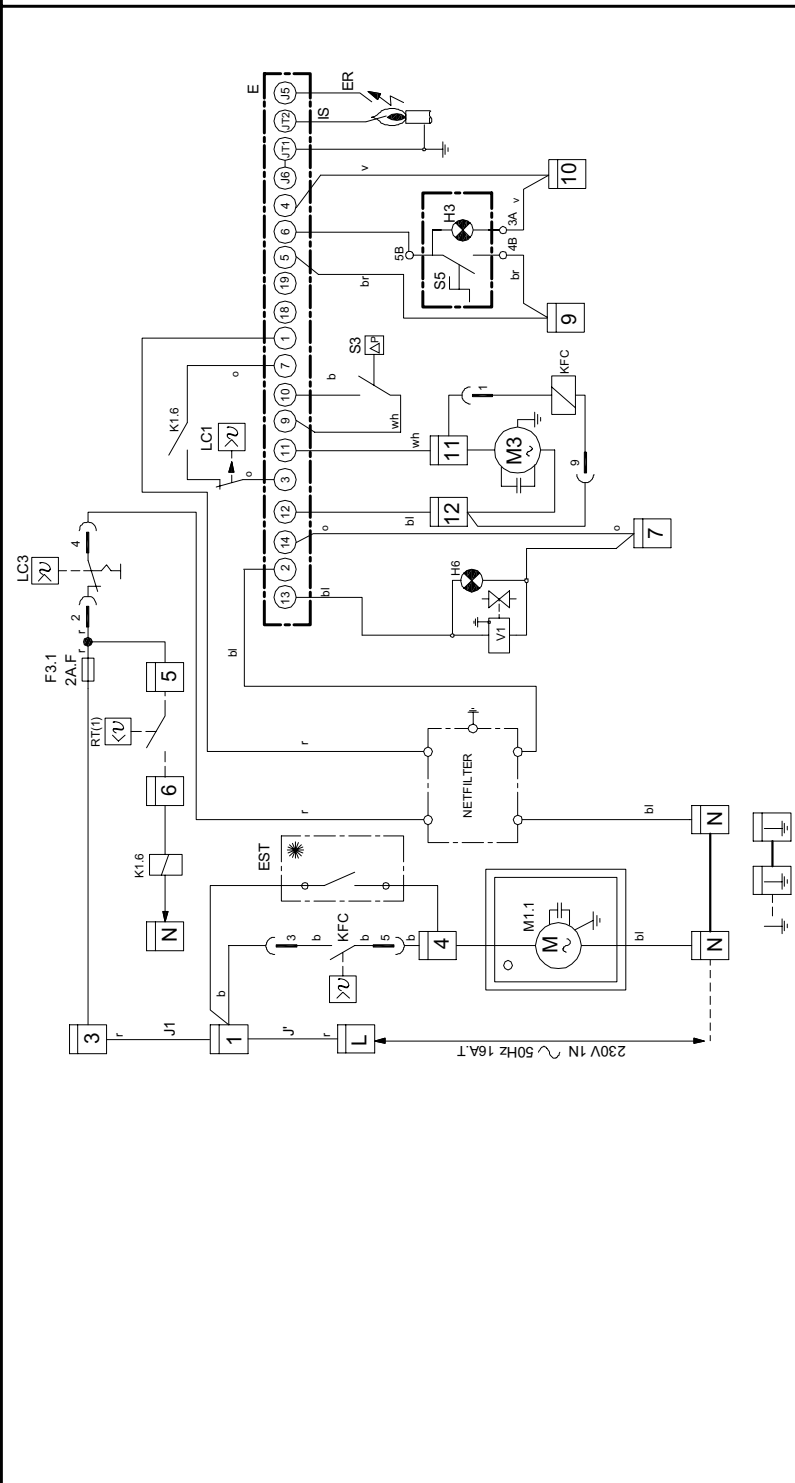 230V 1N ~ 50Hz 16A.T
L
r
J'
1
r
J1
3
N
K1.6
6
RT(1)
<υ
5
F3.1
2A.F
r
r
2
LC3
>υ
4
b
3
b
KFC
>υ
b
5
b
EST
4
M1.1
M
~
bl
N
N
bl
NETFILTER
r
r
bl
K1.6
LC1
>υ
o
o
E
13
2
14
12
3
11
9
10
7
1
18
19
5
6
4
J6
JT1
JT2
J5
IS
ER
bl
V1
H6
o
o
7
bl
12
wh
11
M3
~
1
9
KFC
wh
b
S3
ΔP
br
5B
S5
H3
4B
3A
br
v
v
9
10